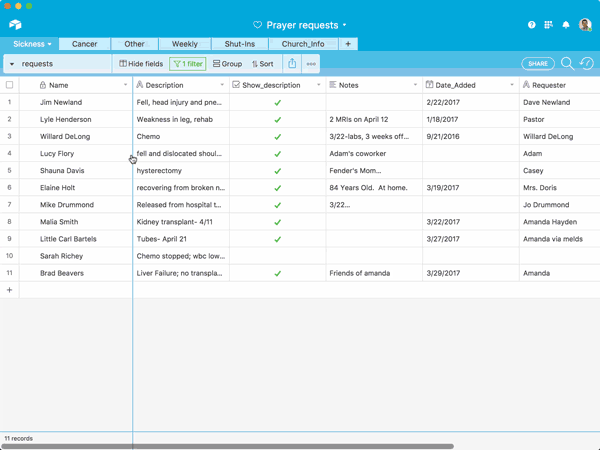 Prayer requests
Sickness Cancer Other Weekly Shut-Ins Church_Info +
requests Hide fields 1 filter Group Sort SHARE
Name Description Show_description Notes Date_Added Requester
1 Jim Newland Fell, head injury and pne... 2/22/2017 Dave Newland
2 Lyle Henderson Weakness in leg, rehab 2 MRIs on April 12 1/18/2017 Pastor
3 Willard DeLong Chemo 3/22-labs, 3 weeks off... 9/21/2016 Willard DeLong
4 Lucy Flory fell and dislocated shoul... Adam's coworker Adam
5 Shauna Davis hysterectomy Fender's Mom... Casey
6 Elaine Holt recovering from broken n... 84 Years Old. At home. 3/19/2017 Mrs. Doris
7 Mike Drummond Released from hospital t... 3/22... Jo Drummond
8 Malia Smith Kidney transplant- 4/11 3/22/2017 Amanda Hayden
9 Little Carl Bartels Tubes- April 21 3/27/2017 Amanda via melds
10 Sarah Richey Chemo stopped; wbc low...
11 Brad Beavers Liver Failure; no transpla... Friends of amanda 3/29/2017 Amanda
+
11 records